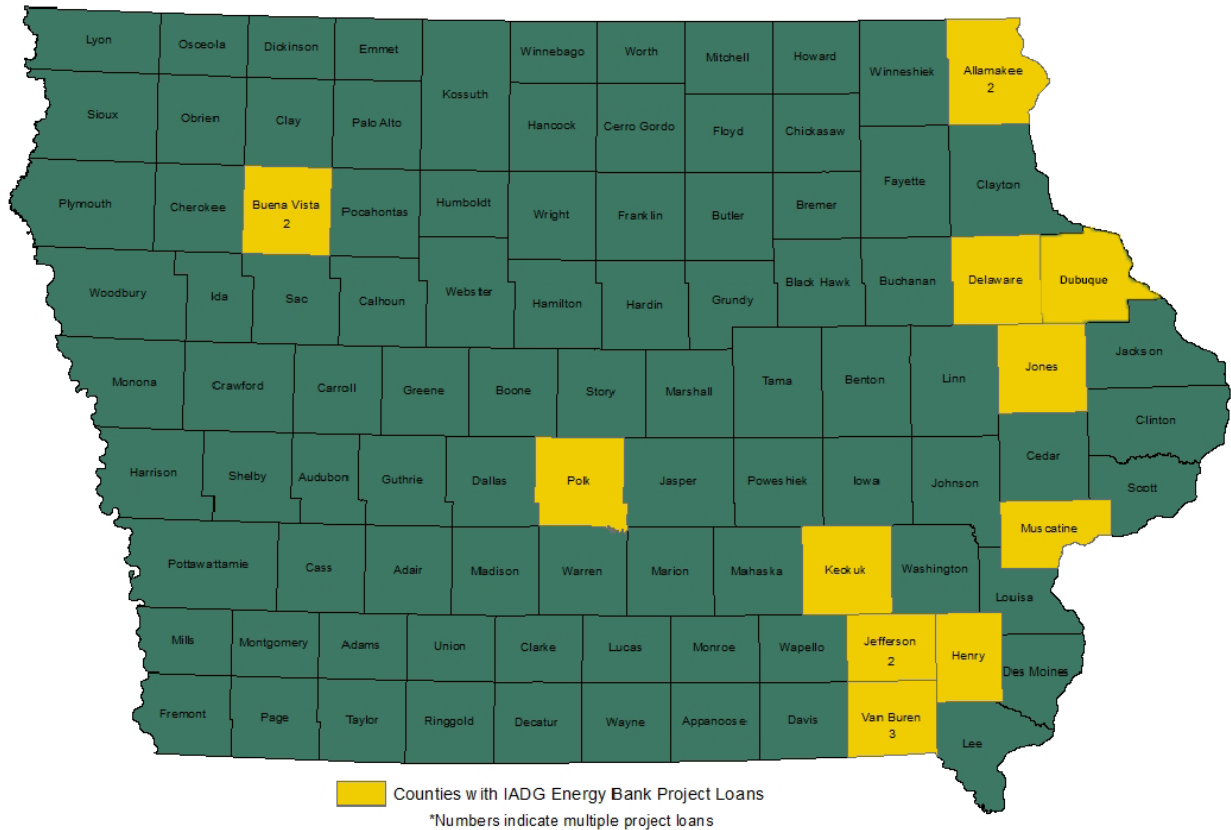 Lyon
Osceola
Dickinson
Emmet
Winnebago
Worth
Mitchell
Howard
Winneshiek
Allamakee
2
Kossuth
Sioux
Obrien
Clay
Palo Alto
Hancock
Cerro Gordo
Floyd
Chickasaw
Fayette
Clayton
Plymouth
Cherokee
Buena Vista
2
Pocahontas
Humboldt
Wright
Franklin
Butler
Bremer
Woodbury
Ida
Sac
Calhoun
Webster
Hamilton
Hardin
Grundy
Black Hawk
Buchanan
Delaware
Dubuque
Monona
Crawford
Carroll
Greene
Boone
Story
Marshall
Tama
Benton
Linn
Jones
Jackson
Clinton
Harrison
Shelby
Audubon
Guthrie
Dallas
Polk
Jasper
Poweshiek
Iowa
Johnson
Cedar
Scott
Muscatine
Pottawattamie
Cass
Adair
Madison
Warren
Marion
Mahaska
Keokuk
Washington
Louisa
Mills
Montgomery
Adams
Union
Clarke
Lucas
Monroe
Wapello
Jefferson
2
Henry
Des Moines
Fremont
Page
Taylor
Ringgold
Decatur
Wayne
Appanoose
Davis
Van Buren
3
Lee
Counties with IADG Energy Bank Project Loans
*Numbers indicate multiple project loans